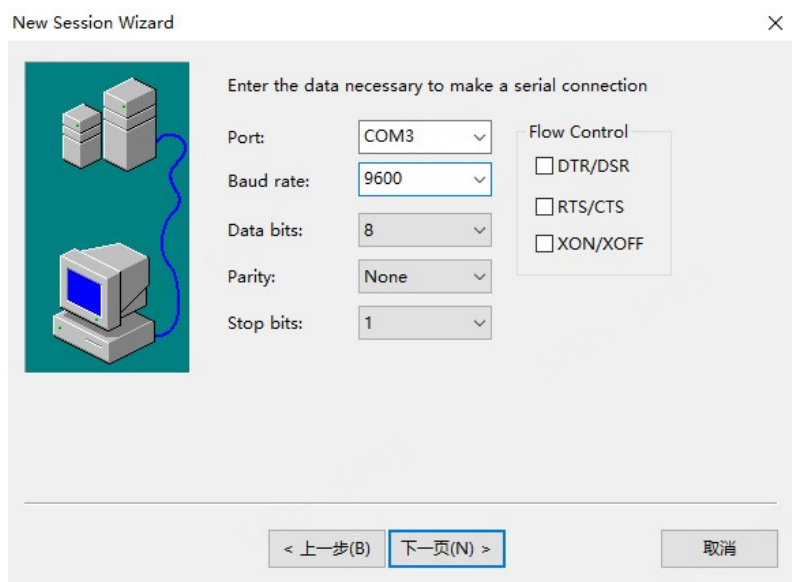 New Session Wizard
Enter the data necessary to make a serial connection
Port: COM3
Baud rate: 9600
Data bits: 8
Parity: None
Stop bits: 1
Flow Control
DTR/DSR
RTS/CTS
XON/XOFF
< 上一步(B) 下一页(N) > 取消